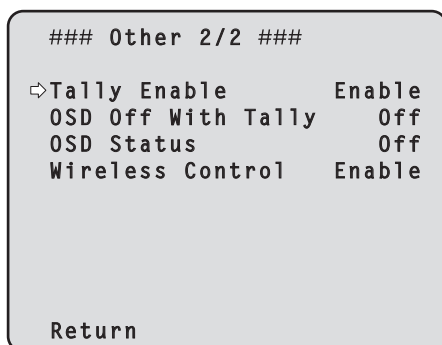 ### Other 2/2 ###
⇨Tally Enable Enable
OSD Off With Tally Off
OSD Status Off
Wireless Control Enable
Return